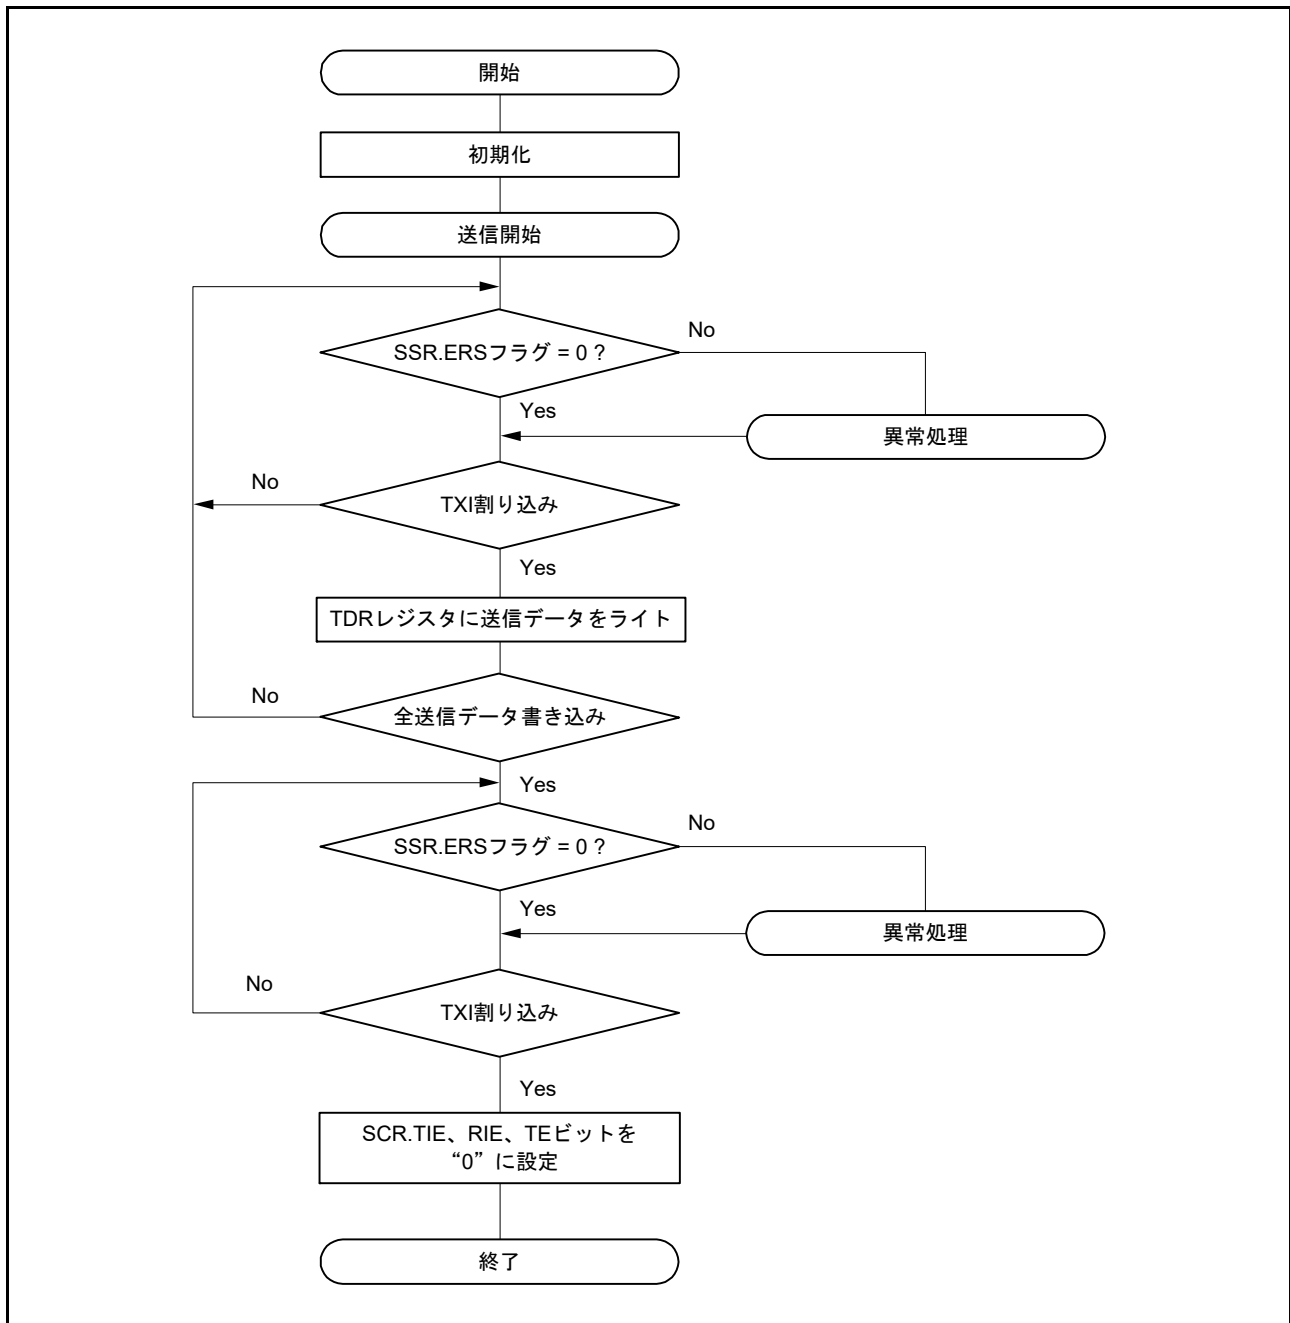 開始
初期化
送信開始
SSR.ERSフラグ = 0 ?
No
Yes
異常処理
TXI割り込み
No
Yes
TDRレジスタに送信データをライト
全送信データ書き込み
No
Yes
SSR.ERSフラグ = 0 ?
No
Yes
異常処理
TXI割り込み
No
Yes
SCR.TIE、RIE、TEビットを
“0”に設定
終了